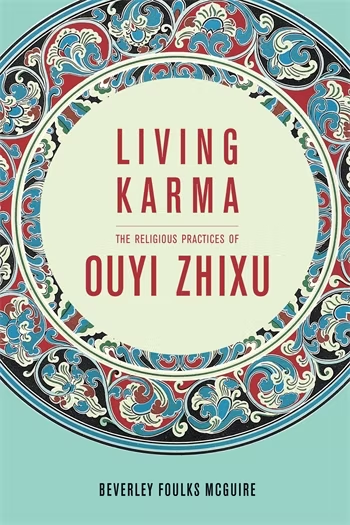 LIVING
KARMA
THE RELIGIOUS PRACTICES OF
OUYI ZHIXU
BEVERLEY FOULKS MCGUIRE